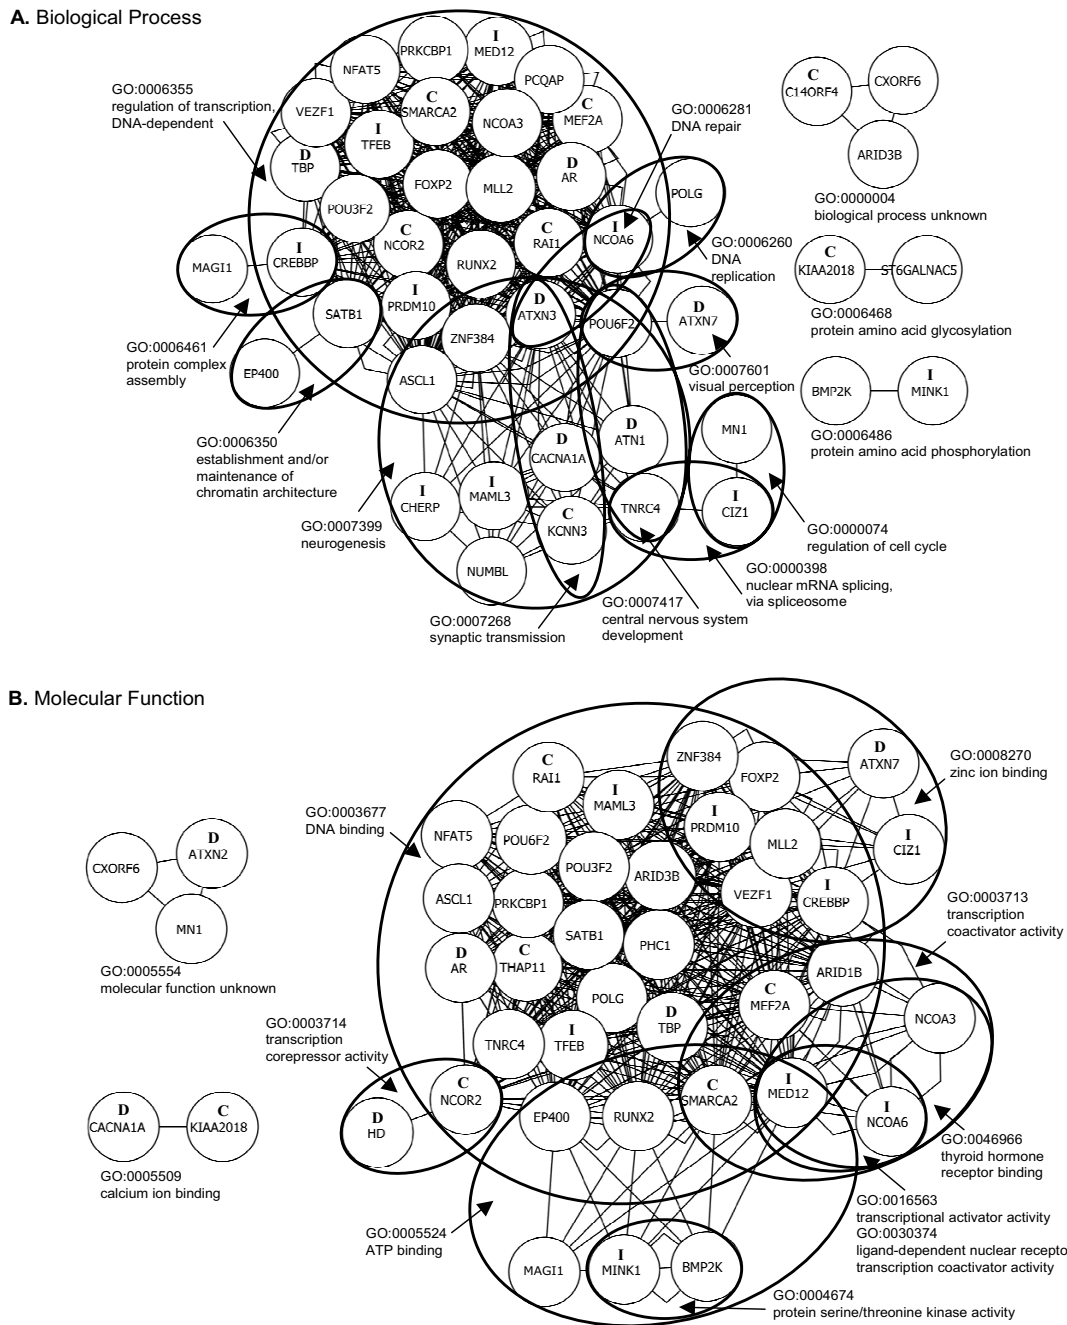 A. Biological Process
PRKCBP1
I
MED12
NFAT5
PCQAP
GO:0006355
regulation of transcription,
DNA-dependent
VEZF1
C
SMARCA2
NCOA3
C
MEF2A
GO:0006281
DNA repair
C
C14ORF4
CXORF6
ARID3B
GO:0000004
biological process unknown
I
TFEB
D
TBP
FOXP2
MLL2
D
AR
POLG
POU3F2
C
NCOR2
C
RAI1
I
NCOA6
GO:0006260
DNA
replication
MAGI1
I
CREBBP
RUNX2
C
KIAA2018
ST6GALNAC5
GO:0006468
protein amino acid glycosylation
SATB1
I
PRDM10
D
ATXN3
POU6F2
D
ATXN7
ZNF384
GO:0006461
protein complex
assembly
EP400
ASCL1
GO:0007601
visual perception
BMP2K
I
MINK1
GO:0006486
protein amino acid phosphorylation
GO:0006350
establishment and/or
maintenance of
chromatin architecture
D
CACNA1A
D
ATN1
MN1
I
CHERP
I
MAML3
C
KCNN3
TNRC4
I
CIZ1
GO:0007399
neurogenesis
NUMBL
GO:0000074
regulation of cell cycle
GO:0000398
nuclear mRNA splicing,
via spliceosome
GO:0007268
synaptic transmission
GO:0007417
central nervous system
development
B. Molecular Function
ZNF384
FOXP2
D
ATXN7
GO:0008270
zinc ion binding
C
RAI1
I
MAML3
I
PRDM10
MLL2
I
CIZ1
GO:0003677
DNA binding
NFAT5
POU6F2
POU3F2
ARID3B
VEZF1
I
CREBBP
CXORF6
D
ATXN2
MN1
GO:0005554
molecular function unknown
ASCL1
PRKCBP1
SATB1
PHC1
GO:0003713
transcription
coactivator activity
D
AR
C
THAP11
POLG
D
TBP
C
MEF2A
ARID1B
NCOA3
GO:0003714
transcription
corepressor activity
TNRC4
I
TFEB
D
HD
C
NCOR2
EP400
RUNX2
C
SMARCA2
I
MED12
I
NCOA6
D
CACNA1A
C
KIAA2018
GO:0005509
calcium ion binding
GO:0046966
thyroid hormone
receptor binding
GO:0016563
transcriptional activator activity
GO:0030374
ligand-dependent nuclear recepto
transcription coactivator activity
GO:0005524
ATP binding
MAGI1
I
MINK1
BMP2K
GO:0004674
protein serine/threonine kinase activity